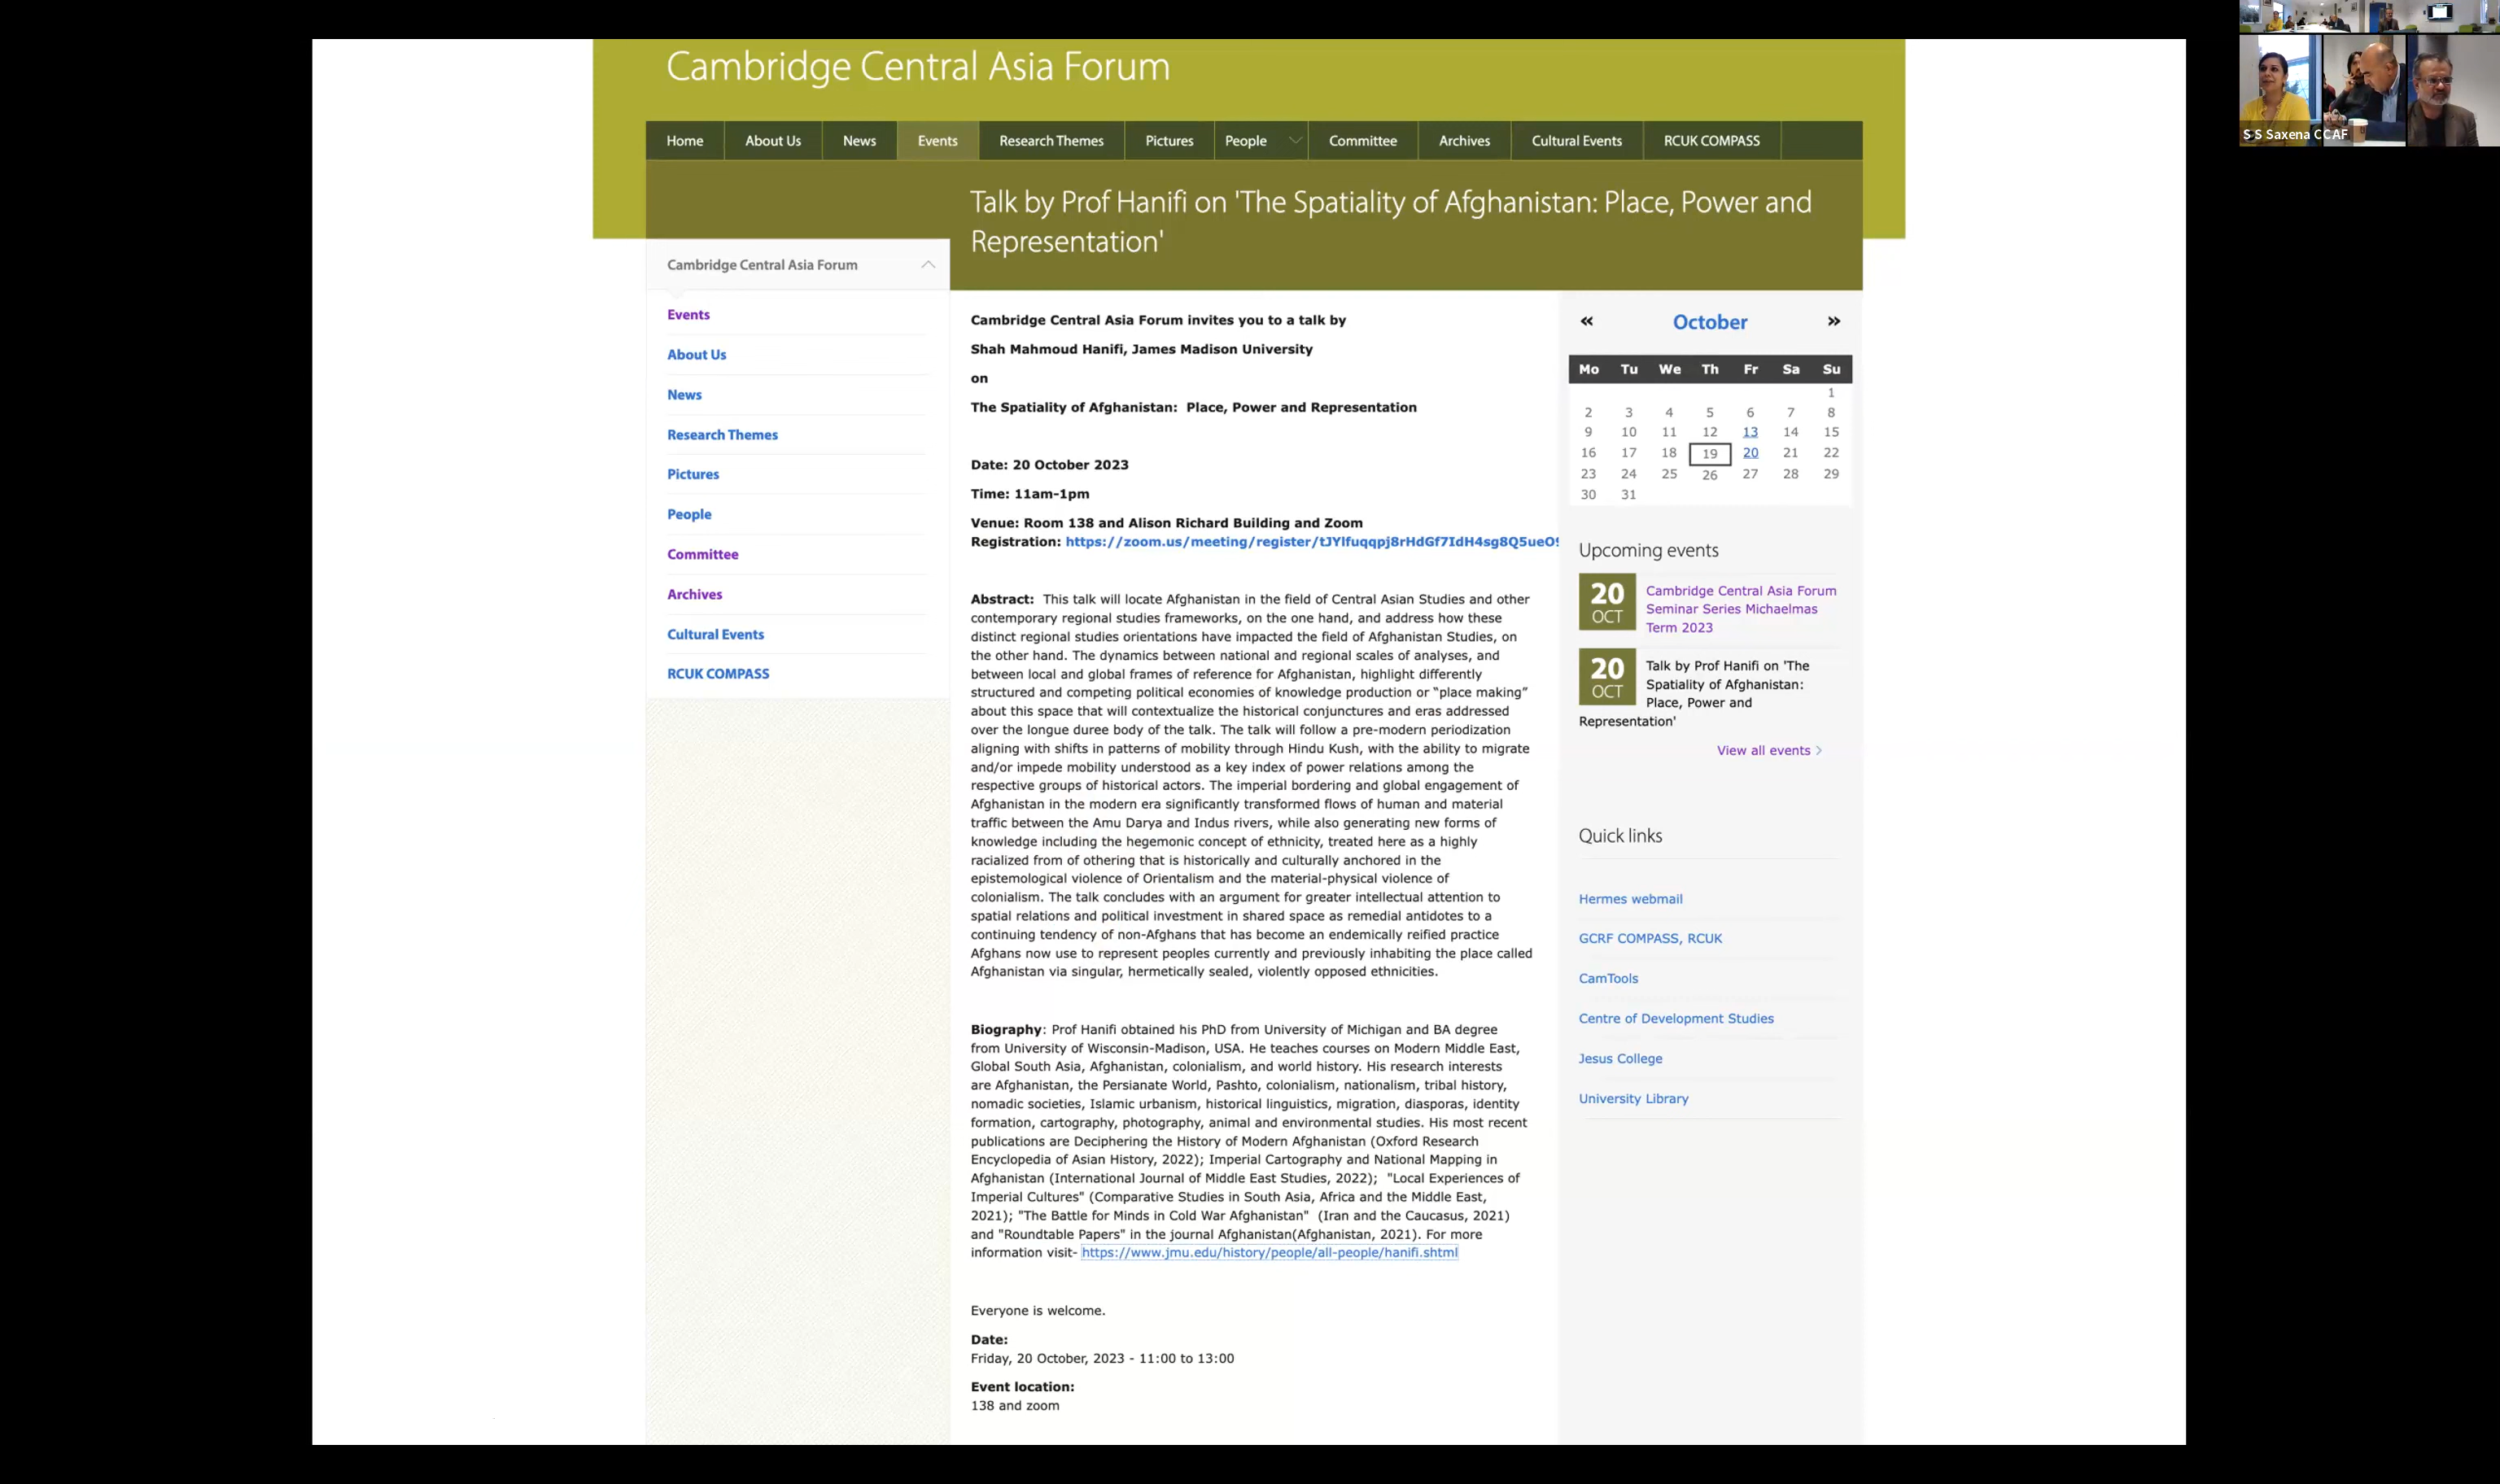 Cambridge Central Asia Forum
Home
About Us
News
Events
Research Themes
Pictures
People
Committee
Archives
Cultural Events
RCUK COMPASS
Talk by Prof Hanifi on 'The Spatiality of Afghanistan: Place, Power and
Representation'
Cambridge Central Asia Forum
Events
About Us
News
Research Themes
Pictures
People
Committee
Archives
Cultural Events
RCUK COMPASS
Cambridge Central Asia Forum invites you to a talk by
Shah Mahmoud Hanifi, James Madison University
on
The Spatiality of Afghanistan: Place, Power and Representation
Date: 20 October 2023
Time: 11am-1pm
Venue: Room 138 and Alison Richard Building and Zoom
Registration: https://zoom.us/meeting/register/tJYlfuqqpj8rHdGf7IdH4sg8Q5ueO9
Abstract: This talk will locate Afghanistan in the field of Central Asian Studies and other
contemporary regional studies frameworks, on the one hand, and address how these
distinct regional studies orientations have impacted the field of Afghanistan Studies, on
the other hand. The dynamics between national and regional scales of analyses, and
between local and global frames of reference for Afghanistan, highlight differently
structured and competing political economies of knowledge production or “place making”
about this space that will contextualize the historical conjunctures and eras addressed
over the longue duree body of the talk. The talk will follow a pre-modern periodization
aligning with shifts in patterns of mobility through Hindu Kush, with the ability to migrate
and/or impede mobility understood as a key index of power relations among the
respective groups of historical actors. The imperial bordering and global engagement of
Afghanistan in the modern era significantly transformed flows of human and material
traffic between the Amu Darya and Indus rivers, while also generating new forms of
knowledge including the hegemonic concept of ethnicity, treated here as a highly
racialized from of othering that is historically and culturally anchored in the
epistemological violence of Orientalism and the material-physical violence of
colonialism. The talk concludes with an argument for greater intellectual attention to
spatial relations and political investment in shared space as remedial antidotes to a
continuing tendency of non-Afghans that has become an endemically reified practice
Afghans now use to represent peoples currently and previously inhabiting the place called
Afghanistan via singular, hermetically sealed, violently opposed ethnicities.
Biography: Prof Hanifi obtained his PhD from University of Michigan and BA degree
from University of Wisconsin-Madison, USA. He teaches courses on Modern Middle East,
Global South Asia, Afghanistan, colonialism, and world history. His research interests
are Afghanistan, the Persianate World, Pashto, colonialism, nationalism, tribal history,
nomadic societies, Islamic urbanism, historical linguistics, migration, diasporas, identity
formation, cartography, photography, animal and environmental studies. His most recent
publications are Deciphering the History of Modern Afghanistan (Oxford Research
Encyclopedia of Asian History, 2022); Imperial Cartography and National Mapping in
Afghanistan (International Journal of Middle East Studies, 2022); "Local Experiences of
Imperial Cultures" (Comparative Studies in South Asia, Africa and the Middle East,
2021); "The Battle for Minds in Cold War Afghanistan" (Iran and the Caucasus, 2021)
and "Roundtable Papers" in the journal Afghanistan(Afghanistan, 2021). For more
information visit- https://www.jmu.edu/history/people/all-people/hanifi.shtml
Everyone is welcome.
Date:
Friday, 20 October, 2023 - 11:00 to 13:00
Event location:
138 and zoom
« October »
Mo Tu We Th Fr Sa Su
1
2 3 4 5 6 7 8
9 10 11 12 13 14 15
16 17 18 19 20 21 22
23 24 25 26 27 28 29
30 31
Upcoming events
20 OCT
Cambridge Central Asia Forum
Seminar Series Michaelmas
Term 2023
20 OCT
Talk by Prof Hanifi on 'The
Spatiality of Afghanistan:
Place, Power and
Representation'
View all events
Quick links
Hermes webmail
GCRF COMPASS, RCUK
CamTools
Centre of Development Studies
Jesus College
University Library
S S Saxena CCAF